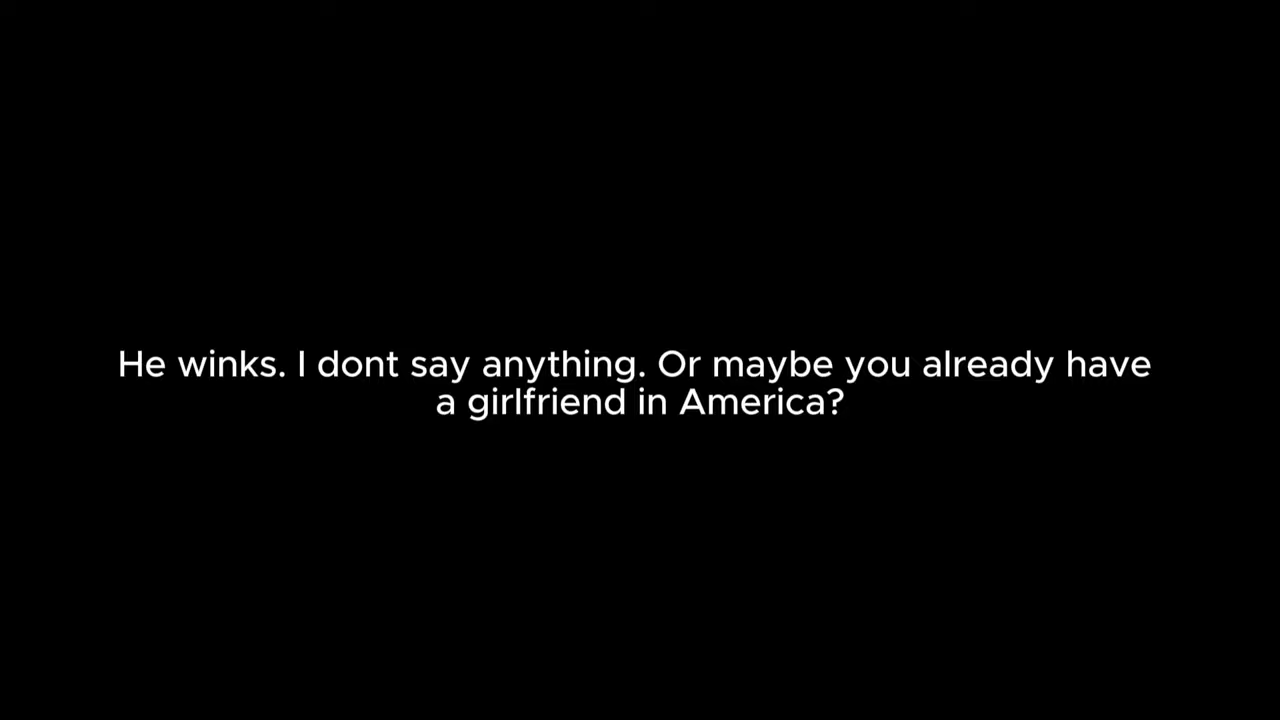 He winks. I dont say anything. Or maybe you already have
a girlfriend in America?